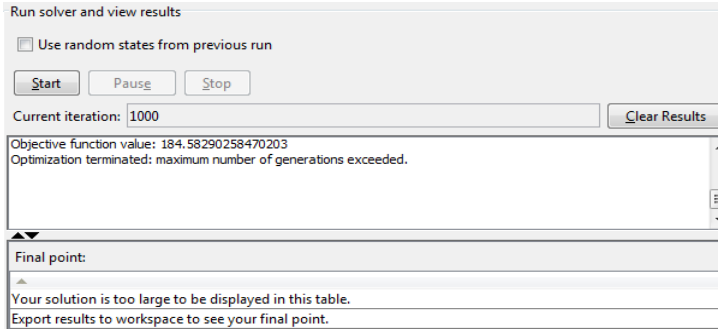 Run solver and view results
Use random states from previous run
Start Pause Stop
Current iteration: 1000 Clear Results
Objective function value: 184.58290258470203
Optimization terminated: maximum number of generations exceeded.
Final point:
Your solution is too large to be displayed in this table.
Export results to workspace to see your final point.